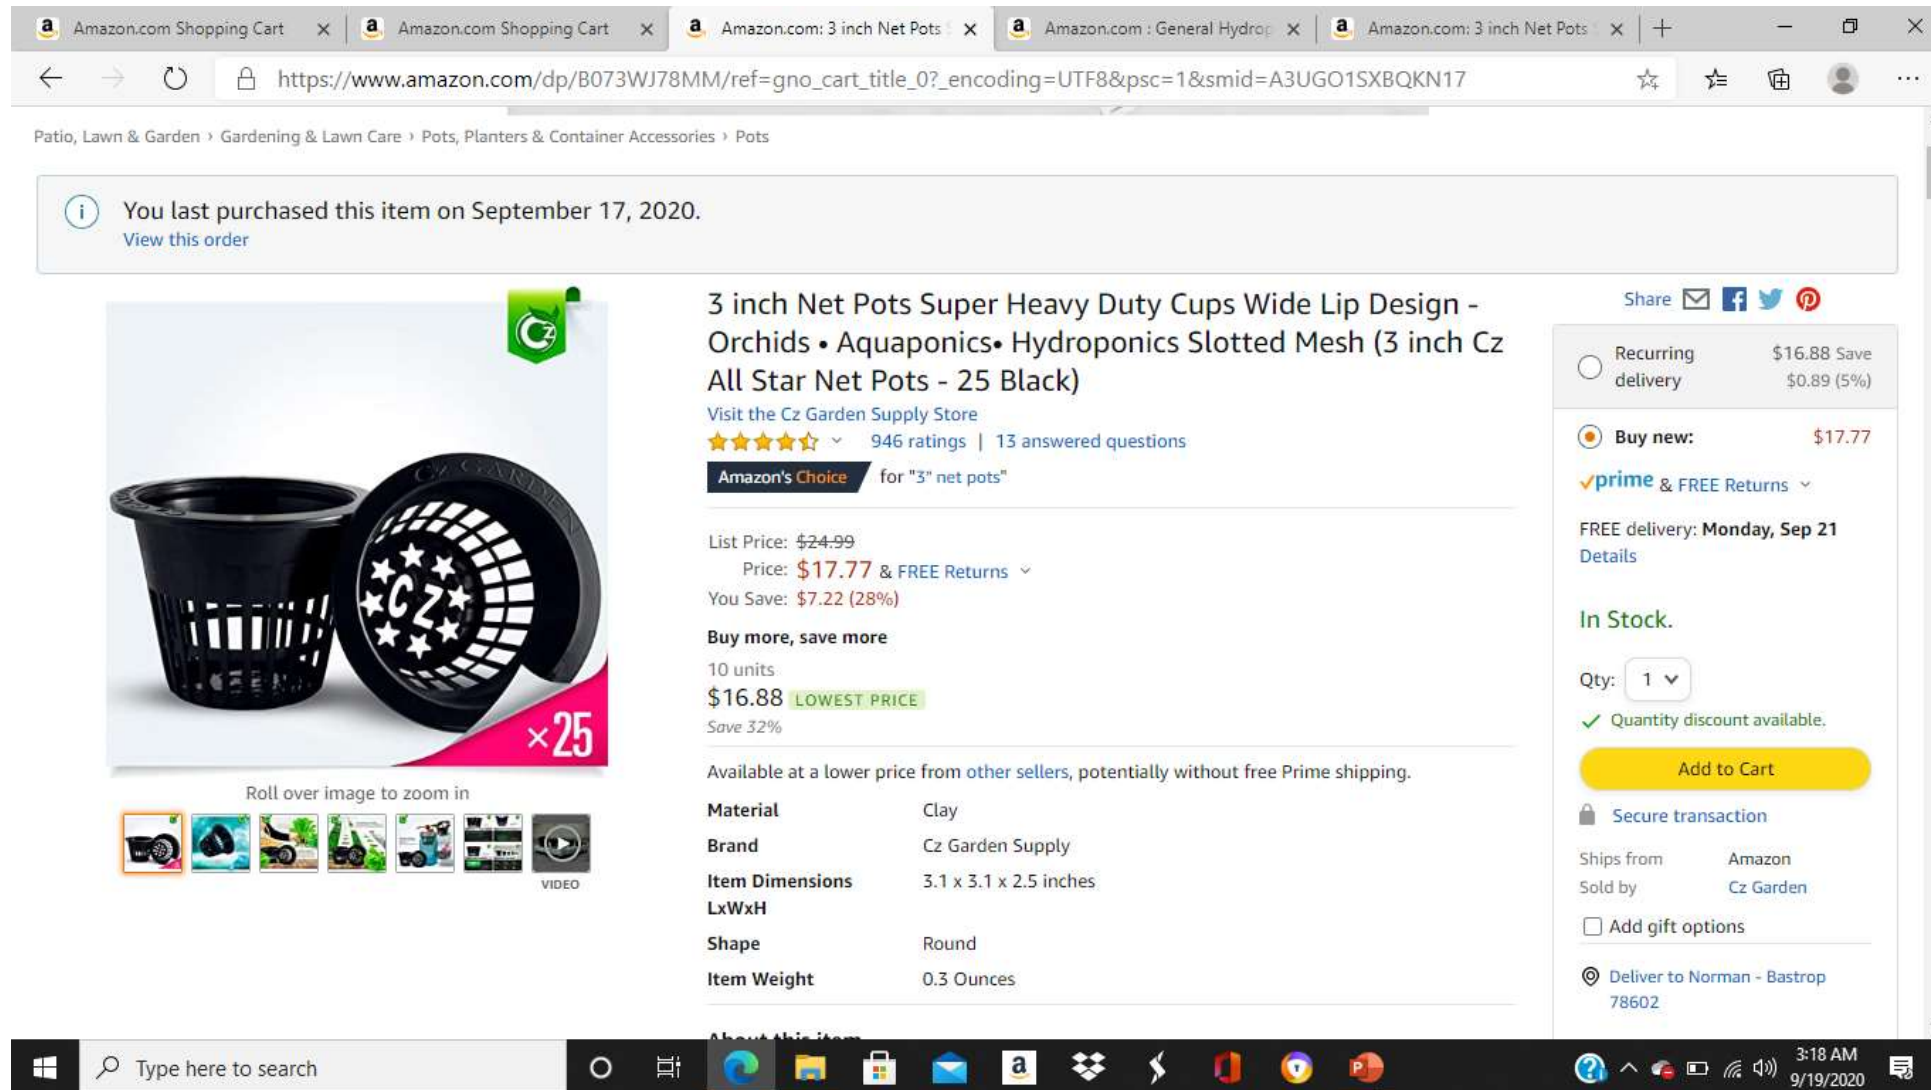 Amazon.com Shopping Cart
Amazon.com Shopping Cart
Amazon.com: 3 inch Net Pots
Amazon.com : General Hydrop
Amazon.com: 3 inch Net Pots
https://www.amazon.com/dp/B073WJ78MM/ref=gno_cart_title_0?_encoding=UTF8&psc=1&smid=A3UGO1SXBQKN17
Patio, Lawn & Garden › Gardening & Lawn Care › Pots, Planters & Container Accessories › Pots
You last purchased this item on September 17, 2020.
View this order
Cz
CZ GARDEN
CZ
×25
Roll over image to zoom in
VIDEO
3 inch Net Pots Super Heavy Duty Cups Wide Lip Design -
Orchids • Aquaponics• Hydroponics Slotted Mesh (3 inch Cz
All Star Net Pots - 25 Black)
Visit the Cz Garden Supply Store
946 ratings | 13 answered questions
Amazon's Choice for "3" net pots"
List Price: $24.99
Price: $17.77 & FREE Returns
You Save: $7.22 (28%)
Buy more, save more
10 units
$16.88 LOWEST PRICE
Save 32%
Available at a lower price from other sellers, potentially without free Prime shipping.
Material Clay
Brand Cz Garden Supply
Item Dimensions 3.1 x 3.1 x 2.5 inches
LxWxH
Shape Round
Item Weight 0.3 Ounces
About this item
Share
Recurring $16.88 Save
delivery $0.89 (5%)
Buy new: $17.77
prime & FREE Returns
FREE delivery: Monday, Sep 21
Details
In Stock.
Qty: 1
Quantity discount available.
Add to Cart
Secure transaction
Ships from Amazon
Sold by Cz Garden
Add gift options
Deliver to Norman - Bastrop
78602
Type here to search
3:18 AM
9/19/2020